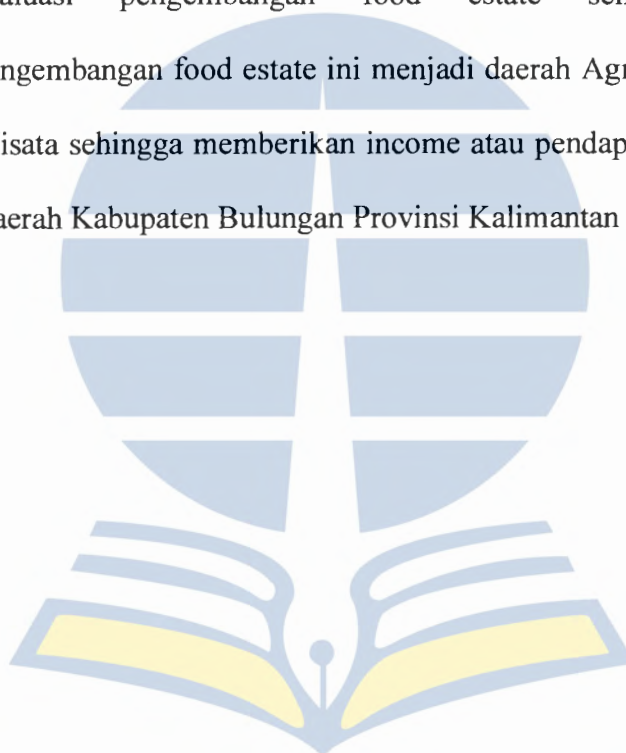 pengembangan food estate
ngembangan food estate ini menjadi daerah Agr
isata sehingga memberikan income atau pendap
aerah Kabupaten Bulungan Provinsi Kalimantan